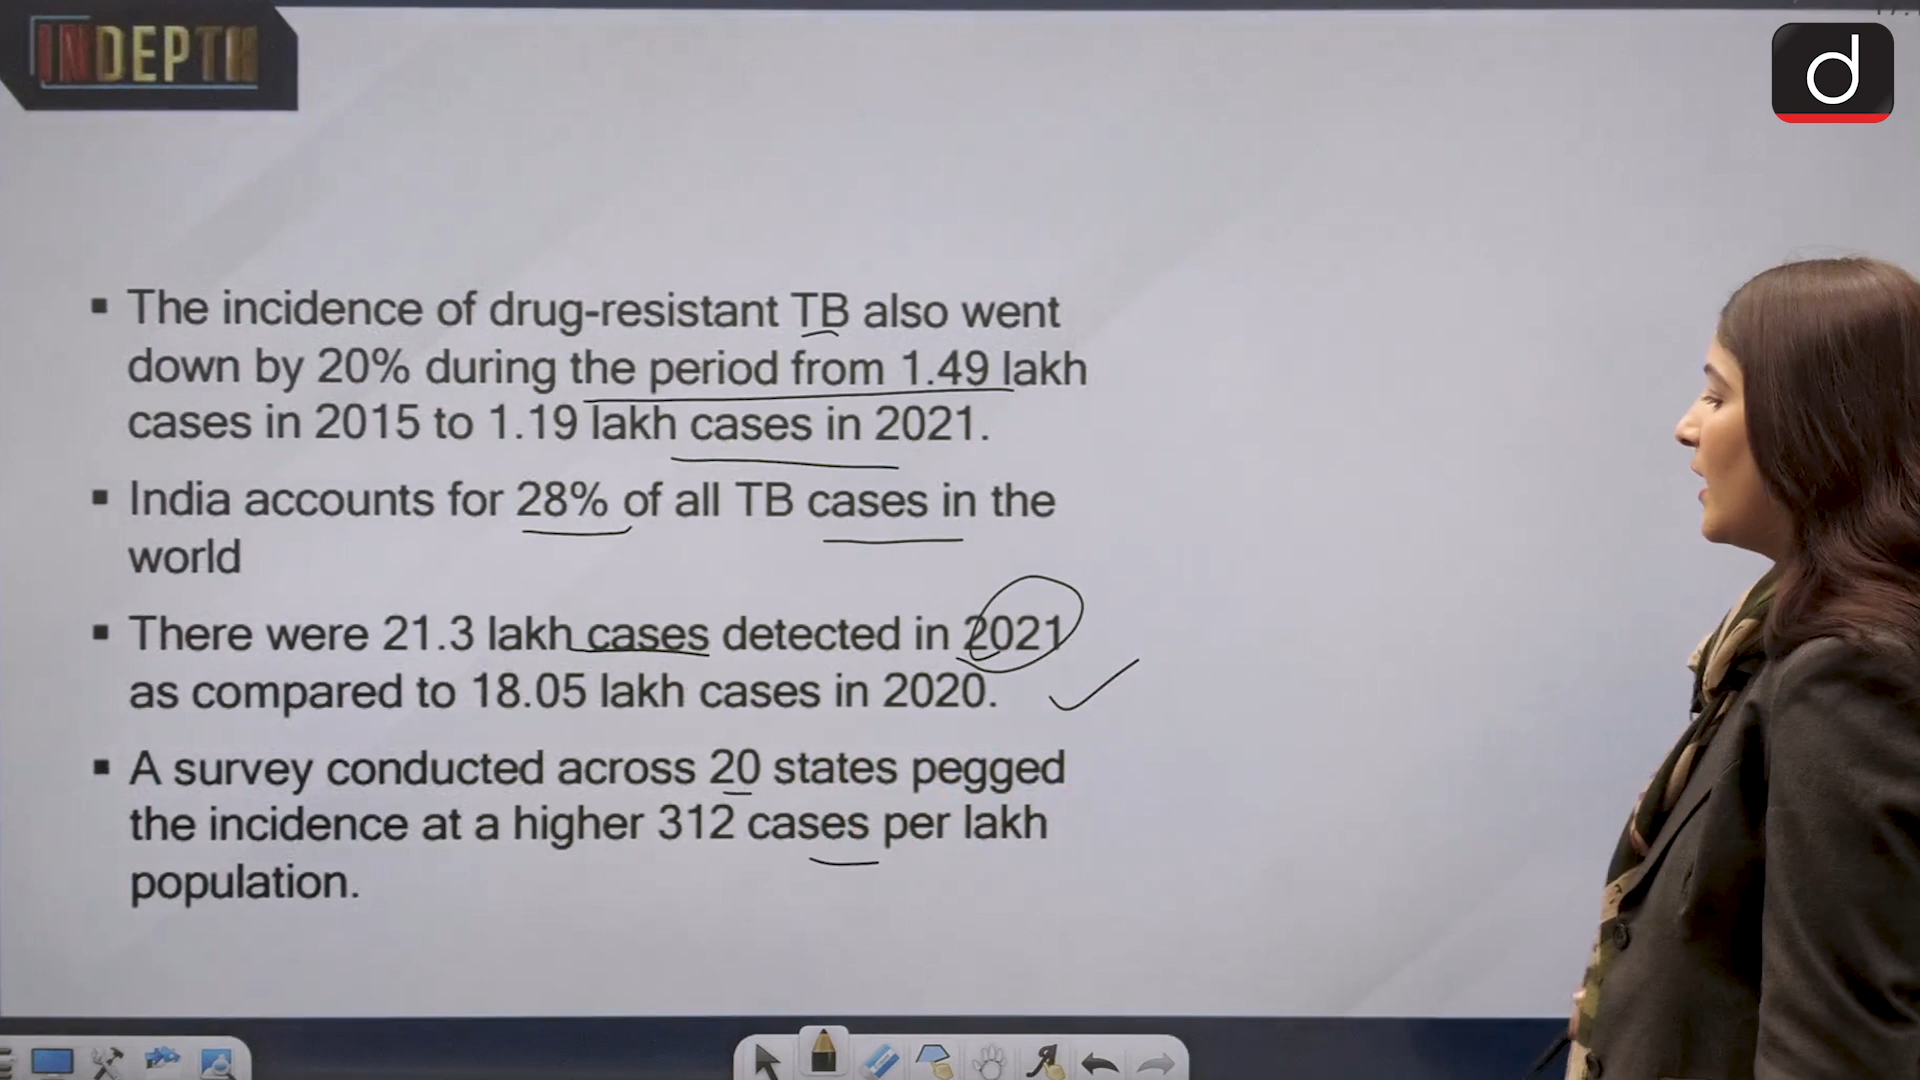 INDEPTH
d
▪ The incidence of drug-resistant TB also went
down by 20% during the period from 1.49 lakh
cases in 2015 to 1.19 lakh cases in 2021.
▪ India accounts for 28% of all TB cases in the
world
▪ There were 21.3 lakh cases detected in 2021
as compared to 18.05 lakh cases in 2020.
▪ A survey conducted across 20 states pegged
the incidence at a higher 312 cases per lakh
population.